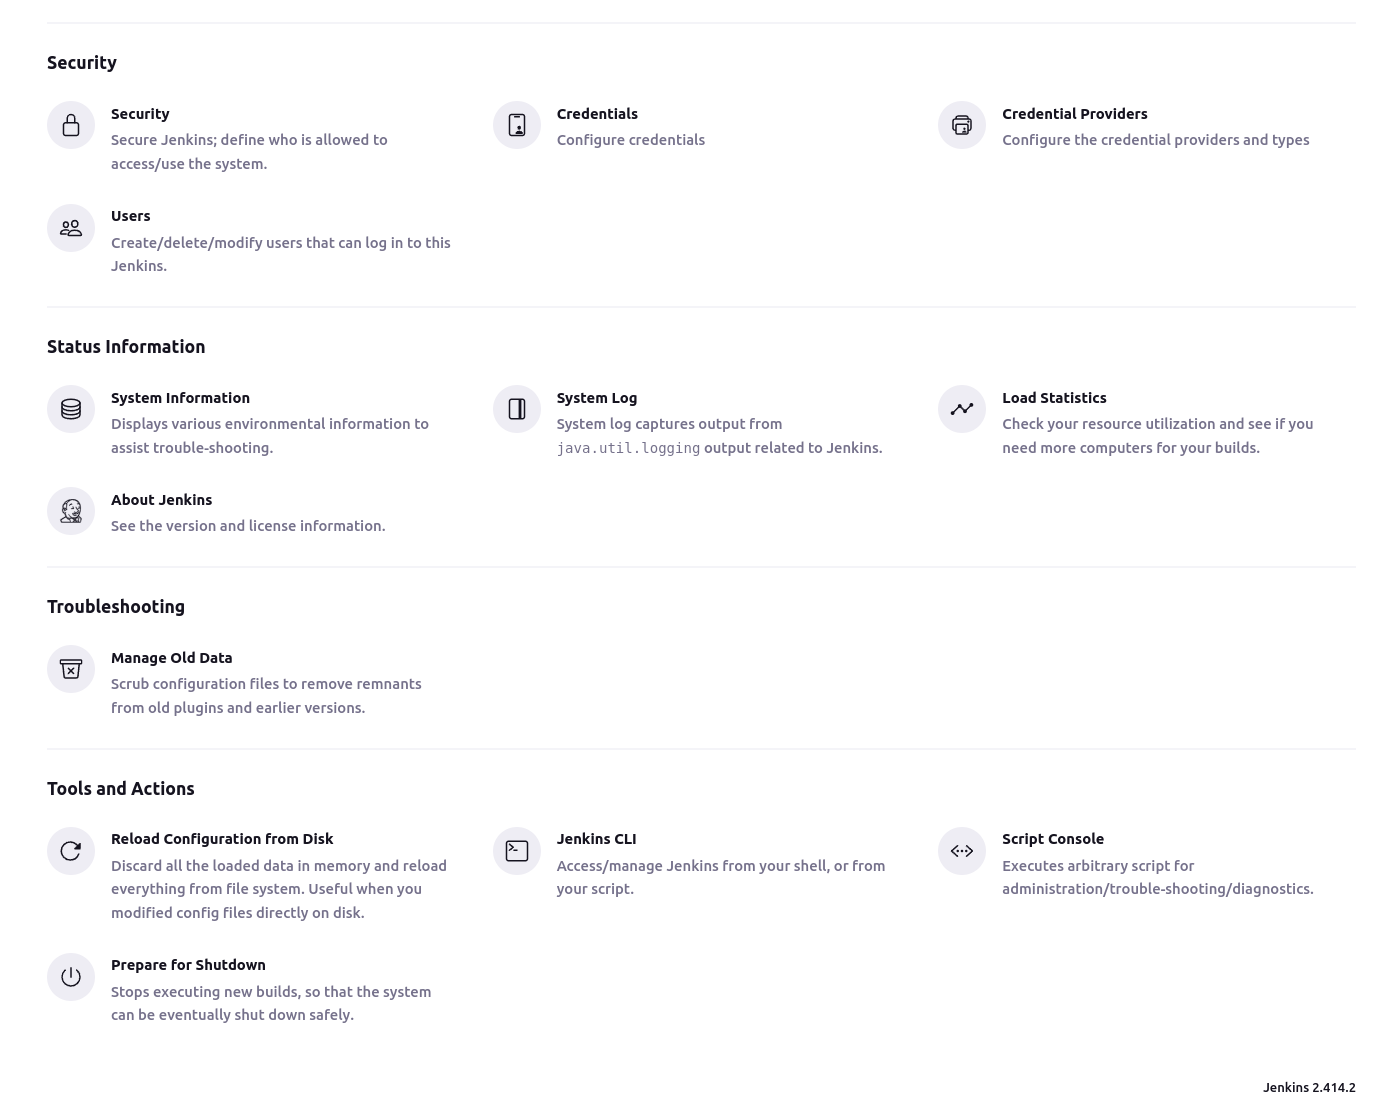 Security
Security
Secure Jenkins; define who is allowed to
access/use the system.
Credentials
Configure credentials
Credential Providers
Configure the credential providers and types
Users
Create/delete/modify users that can log in to this
Jenkins.
Status Information
System Information
Displays various environmental information to
assist trouble-shooting.
System Log
System log captures output from
java.util.logging output related to Jenkins.
Load Statistics
Check your resource utilization and see if you
need more computers for your builds.
About Jenkins
See the version and license information.
Troubleshooting
Manage Old Data
Scrub configuration files to remove remnants
from old plugins and earlier versions.
Tools and Actions
Reload Configuration from Disk
Discard all the loaded data in memory and reload
everything from file system. Useful when you
modified config files directly on disk.
Jenkins CLI
Access/manage Jenkins from your shell, or from
your script.
Script Console
Executes arbitrary script for
administration/trouble-shooting/diagnostics.
Prepare for Shutdown
Stops executing new builds, so that the system
can be eventually shut down safely.
Jenkins 2.414.2